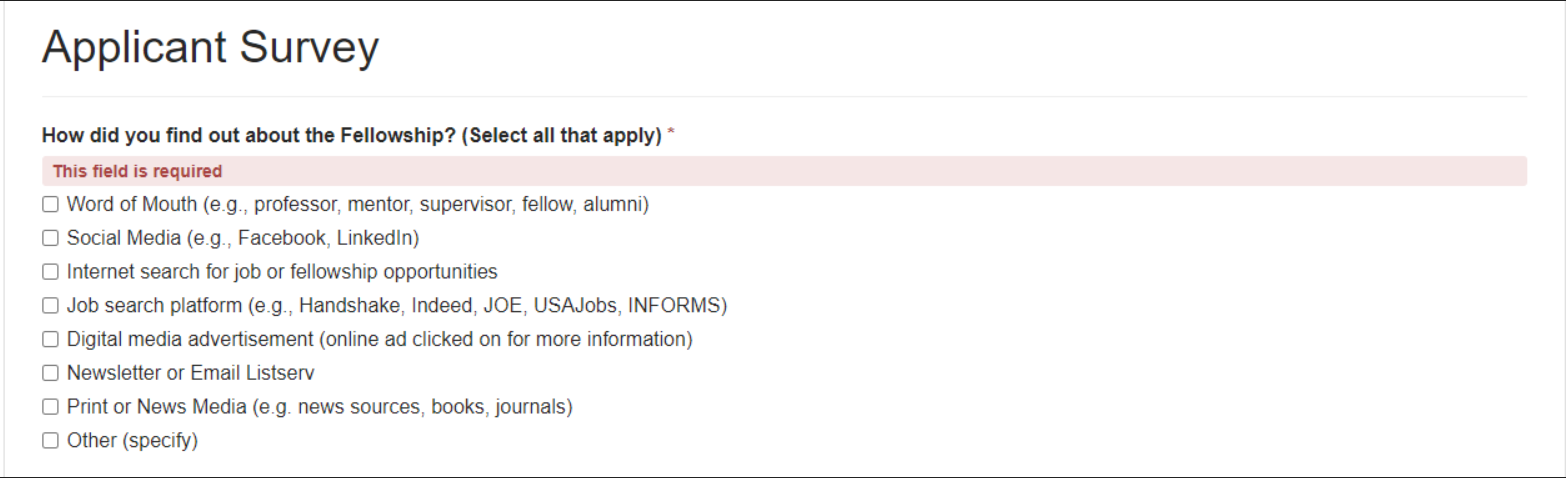 Applicant Survey
How did you find out about the Fellowship? (Select all that apply) *
This field is required
Word of Mouth (e.g., professor, mentor, supervisor, fellow, alumni)
Social Media (e.g., Facebook, LinkedIn)
Internet search for job or fellowship opportunities
Job search platform (e.g., Handshake, Indeed, JOE, USAJobs, INFORMS)
Digital media advertisement (online ad clicked on for more information)
Newsletter or Email Listserv
Print or News Media (e.g. news sources, books, journals)
Other (specify)